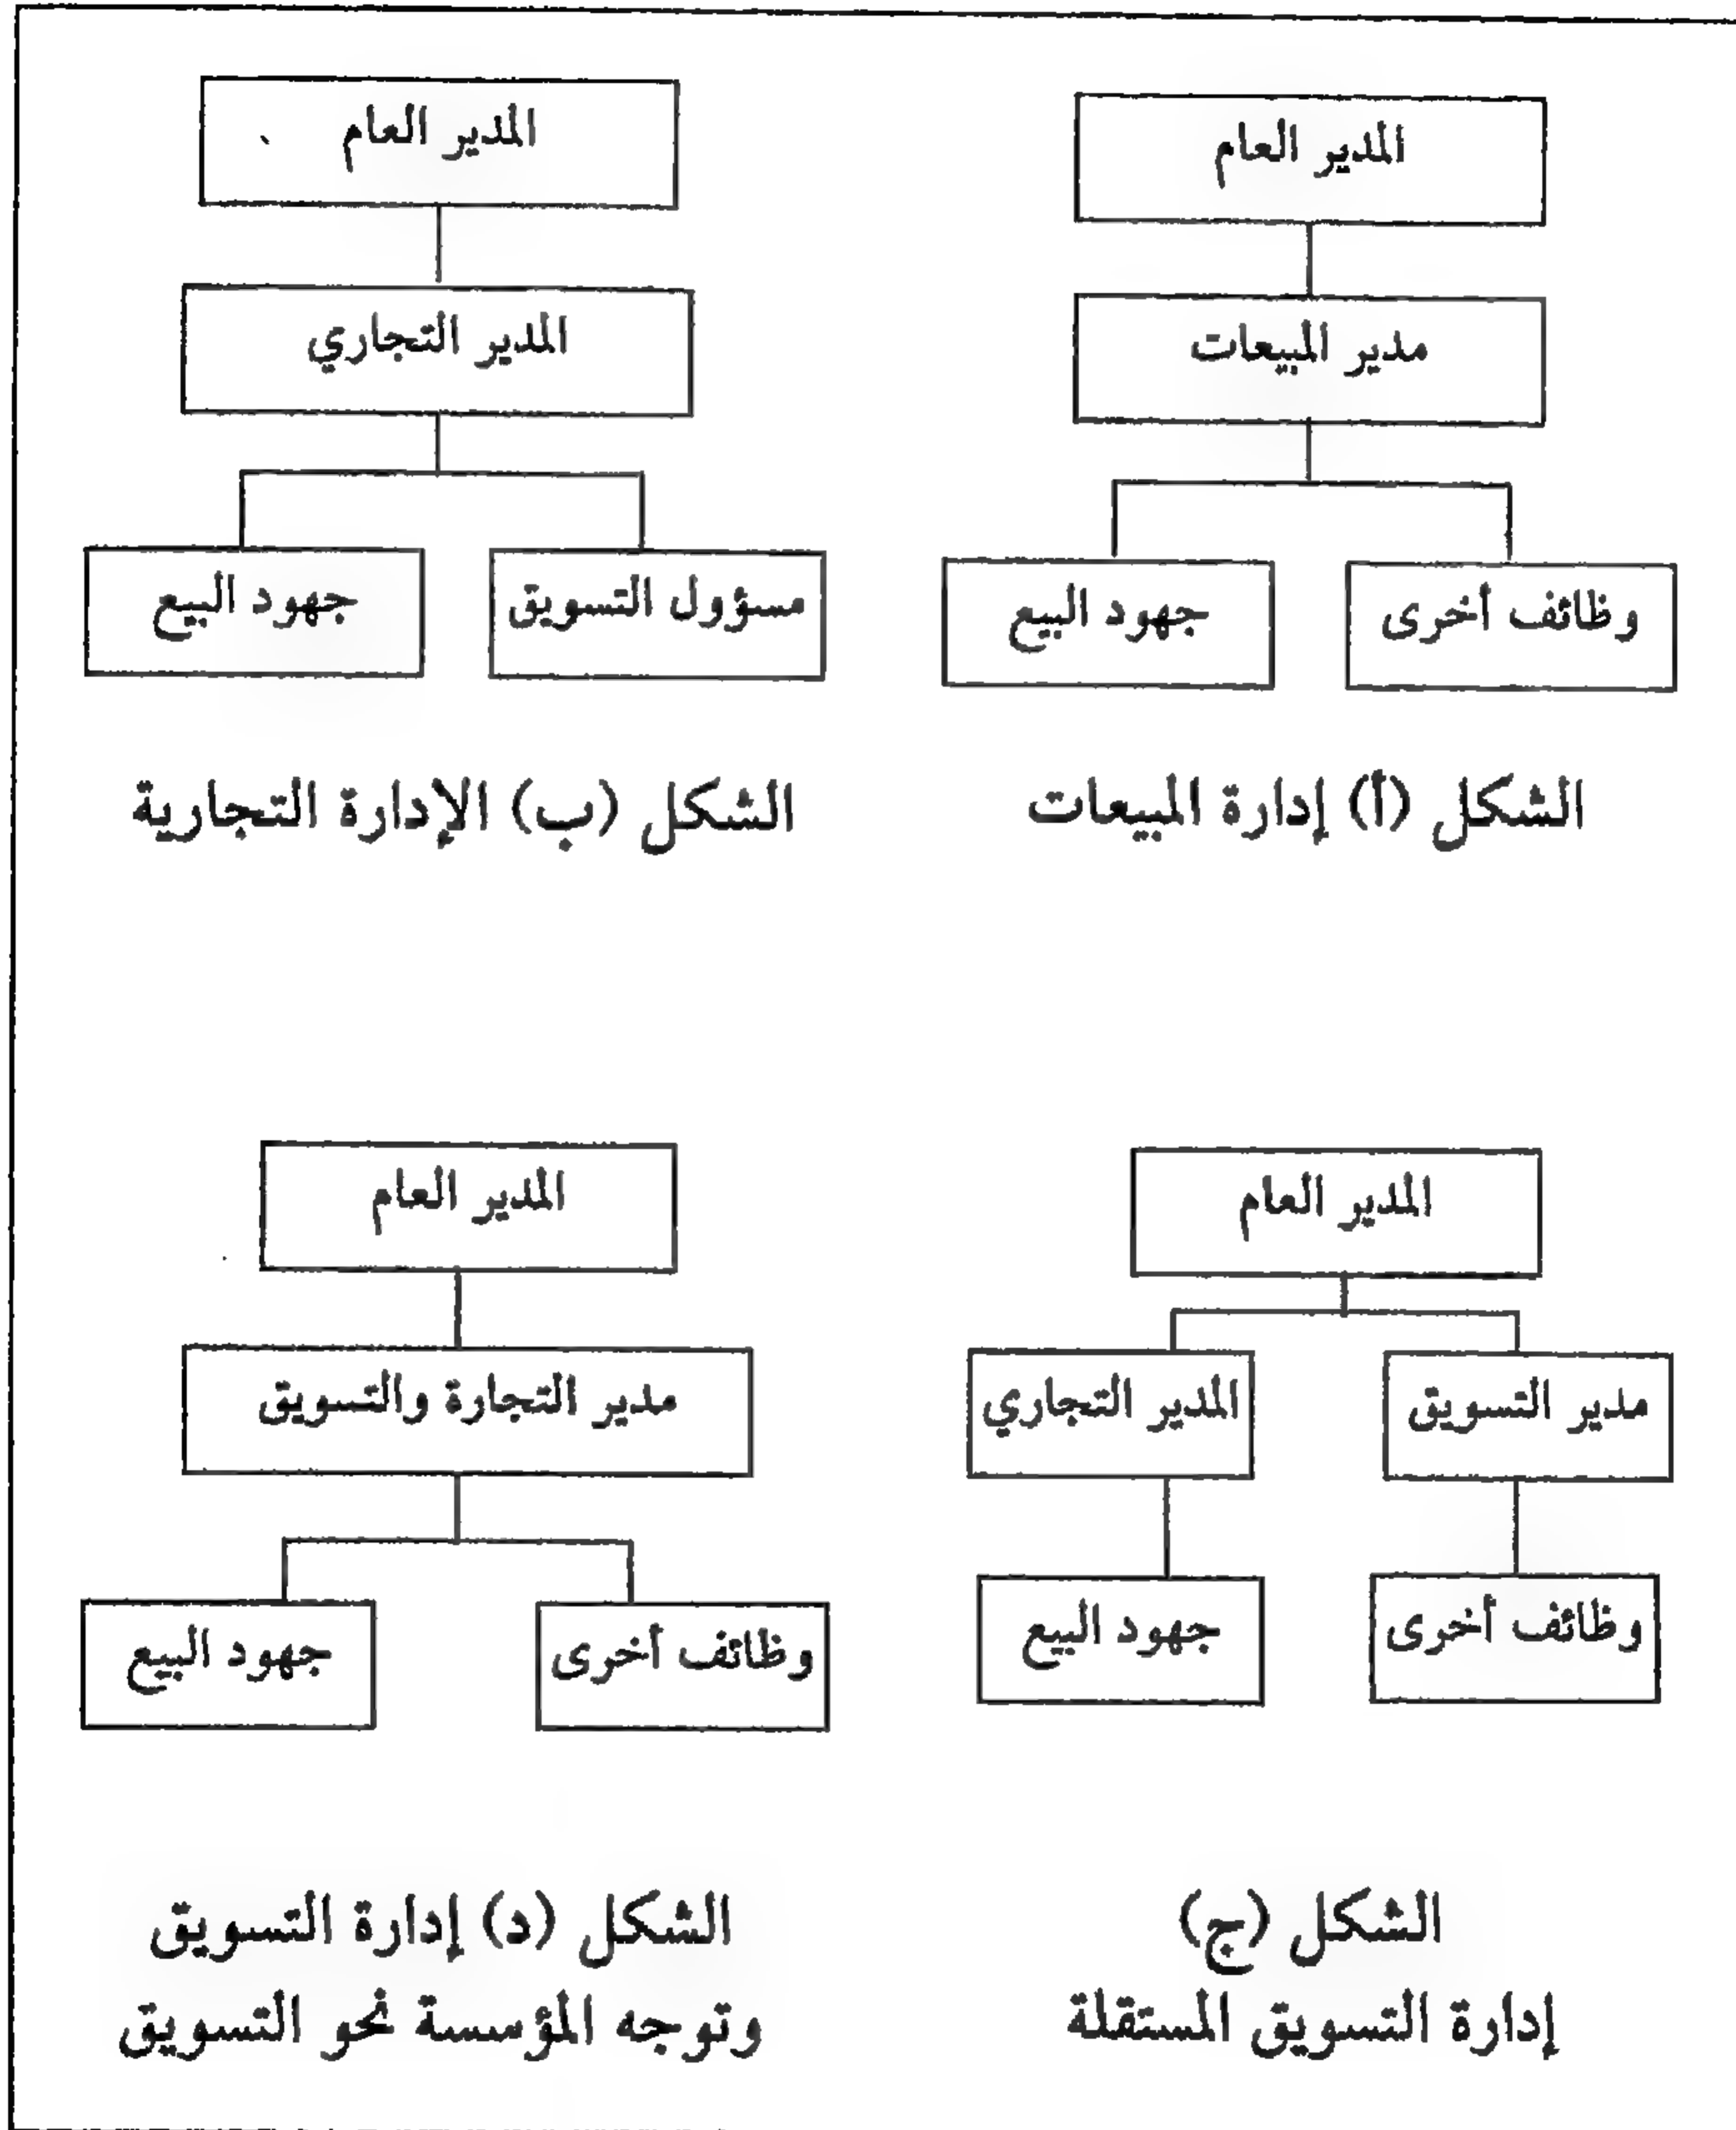 المدير العام
مدير المبيعات
وظائف أخرى
جهود البيع
الشكل (أ) إدارة المبيعات
المدير العام
المدير التجاري
مسؤول التسويق
جهود البيع
الشكل (ب) الإدارة التجارية
المدير العام
مدير التسويق
المدير التجاري
وظائف أخرى
جهود البيع
الشكل (ج)
إدارة التسويق المستقلة
المدير العام
مدير التجارة والتسويق
وظائف أخرى
جهود البيع
الشكل (د) إدارة التسويق
وتوجه المؤسسة نحو التسويق